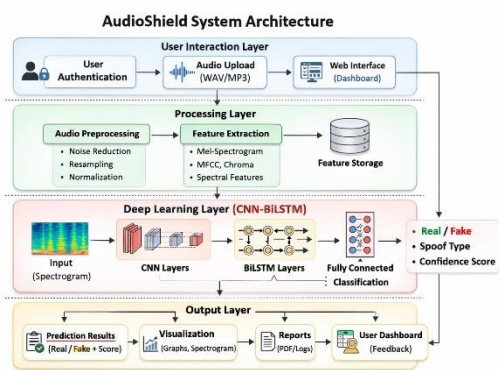 AudioShield System Architecture
User Interaction Layer
User
Authentication
Audio Upload
(WAV/MP3)
Web Interface
(Dashboard)
Processing Layer
Audio Preprocessing
• Noise Reduction
• Resampling
• Normalization
Feature Extraction
• Mel-Spectrogram
• MFCC, Chroma
• Spectral Features
Feature Storage
Deep Learning Layer (CNN-BiLSTM)
Input
(Spectrogram)
CNN Layers
BiLSTM Layers
Fully Connected
Classification
• Real / Fake
• Spoof Type
• Confidence Score
Output Layer
Prediction Results
(Real / Fake + Score)
Visualization
(Graphs, Spectrogram)
Reports
(PDF/Logs)
User Dashboard
(Feedback)